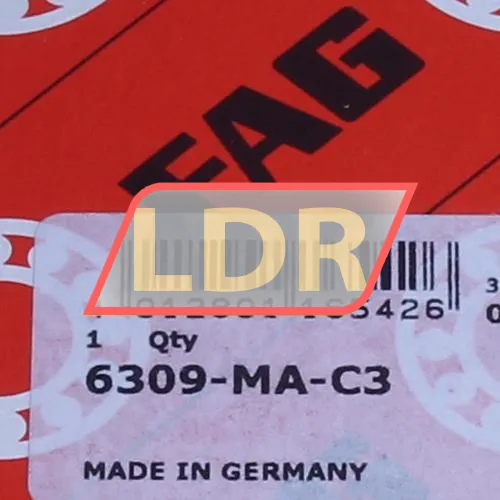 FAG
LDR
1 Qty
6309-MA-C3
MADE IN GERMANY